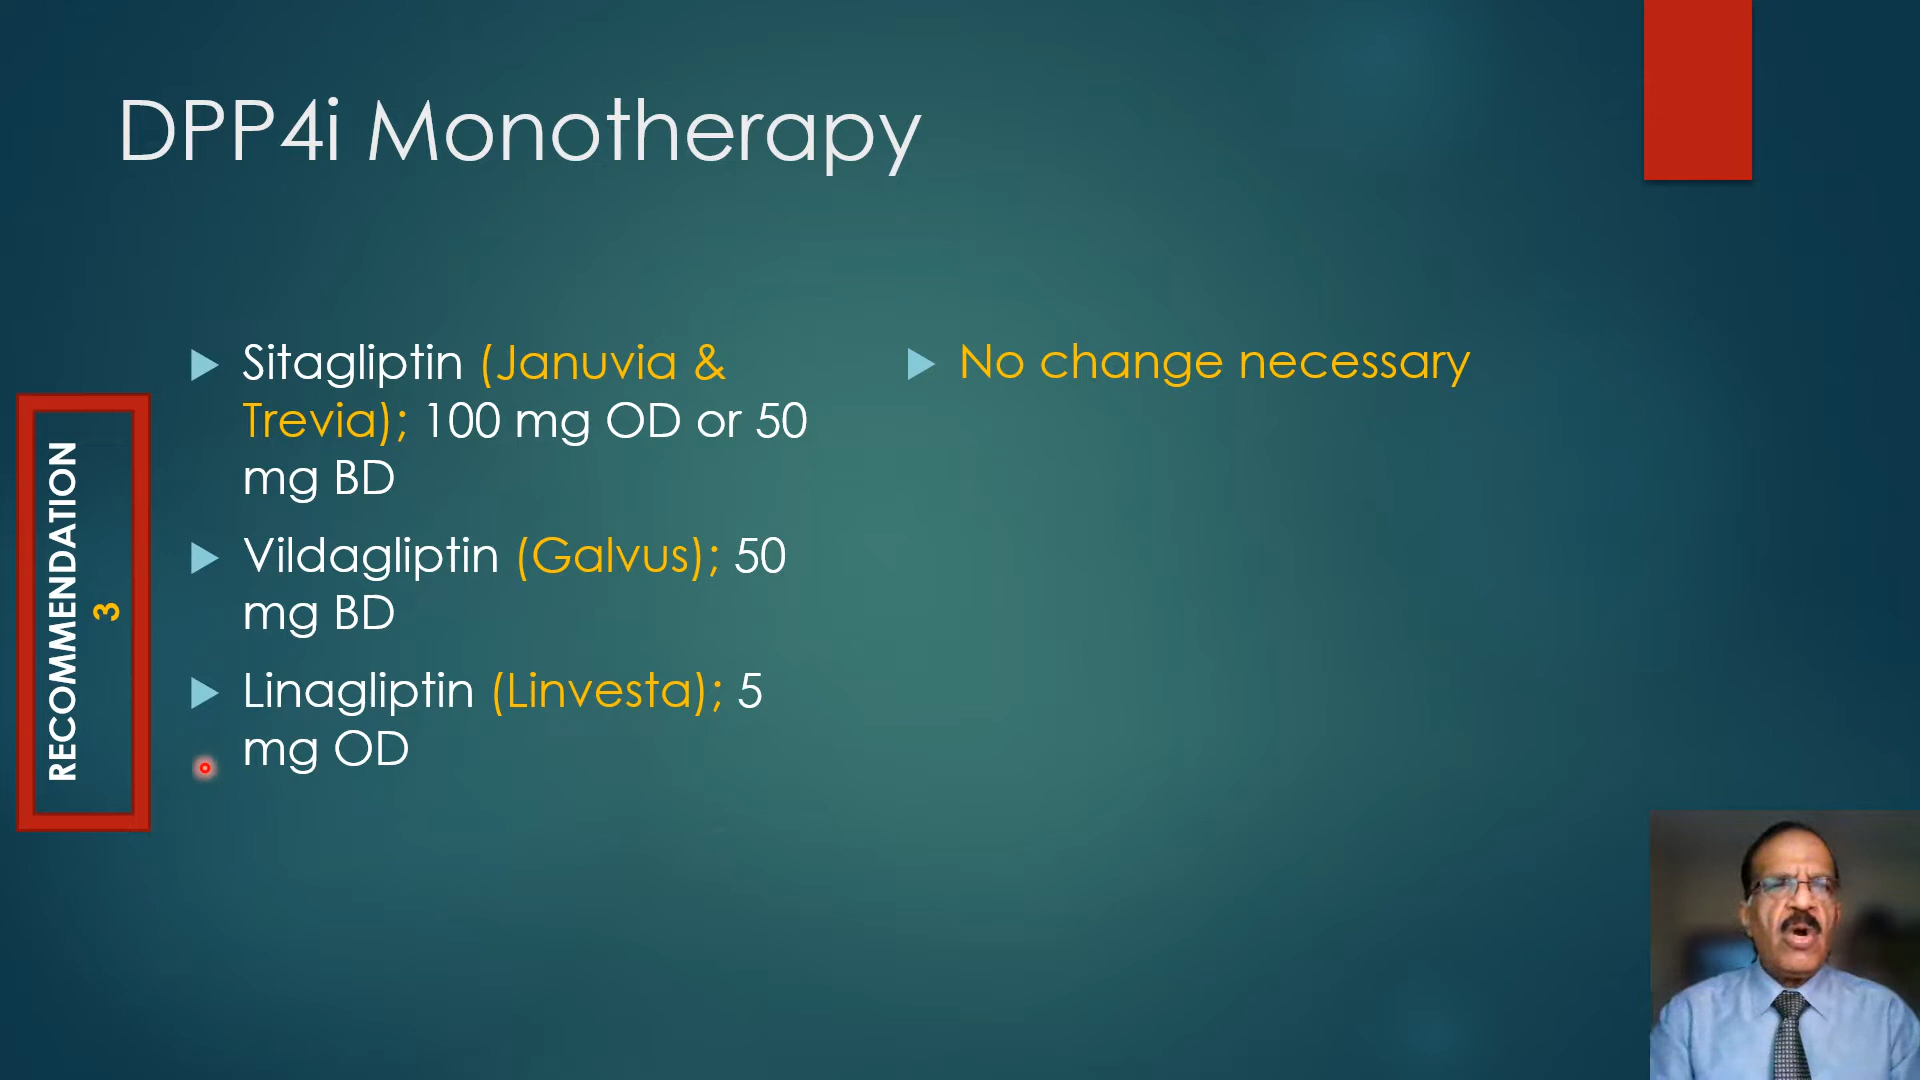 DPP4i Monotherapy
Sitagliptin (Januvia &
Trevia); 100 mg OD or 50
mg BD
Vildagliptin (Galvus); 50
mg BD
Linagliptin (Linvesta); 5
mg OD
No change necessary
RECOMMENDATION
3